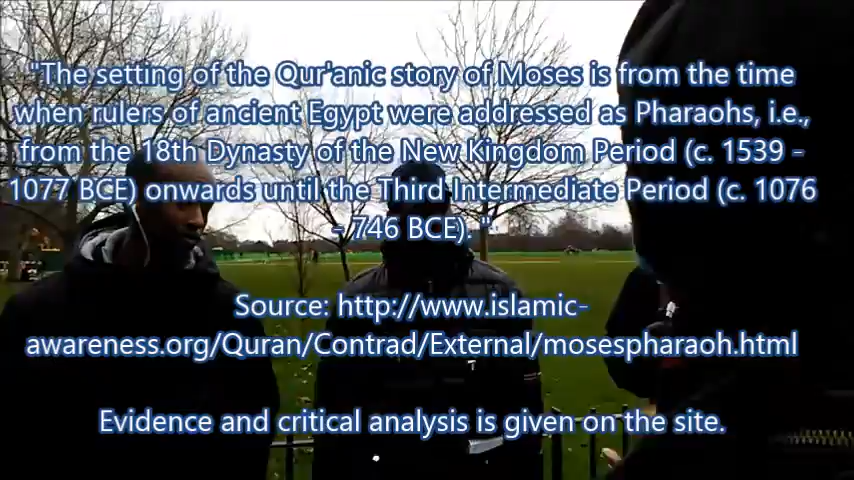 "The setting of the Qur'anic story of Moses is from the time
when rulers of ancient Egypt were addressed as Pharaohs, i.e.,
from the 18th Dynasty of the New Kingdom Period (c. 1539 -
1077 BCE) onwards until the Third Intermediate Period (c. 1076
- 746 BCE). "
Source: http://www.islamic-
awareness.org/Quran/Contrad/External/mosespharaoh.html
Evidence and critical analysis is given on the site.